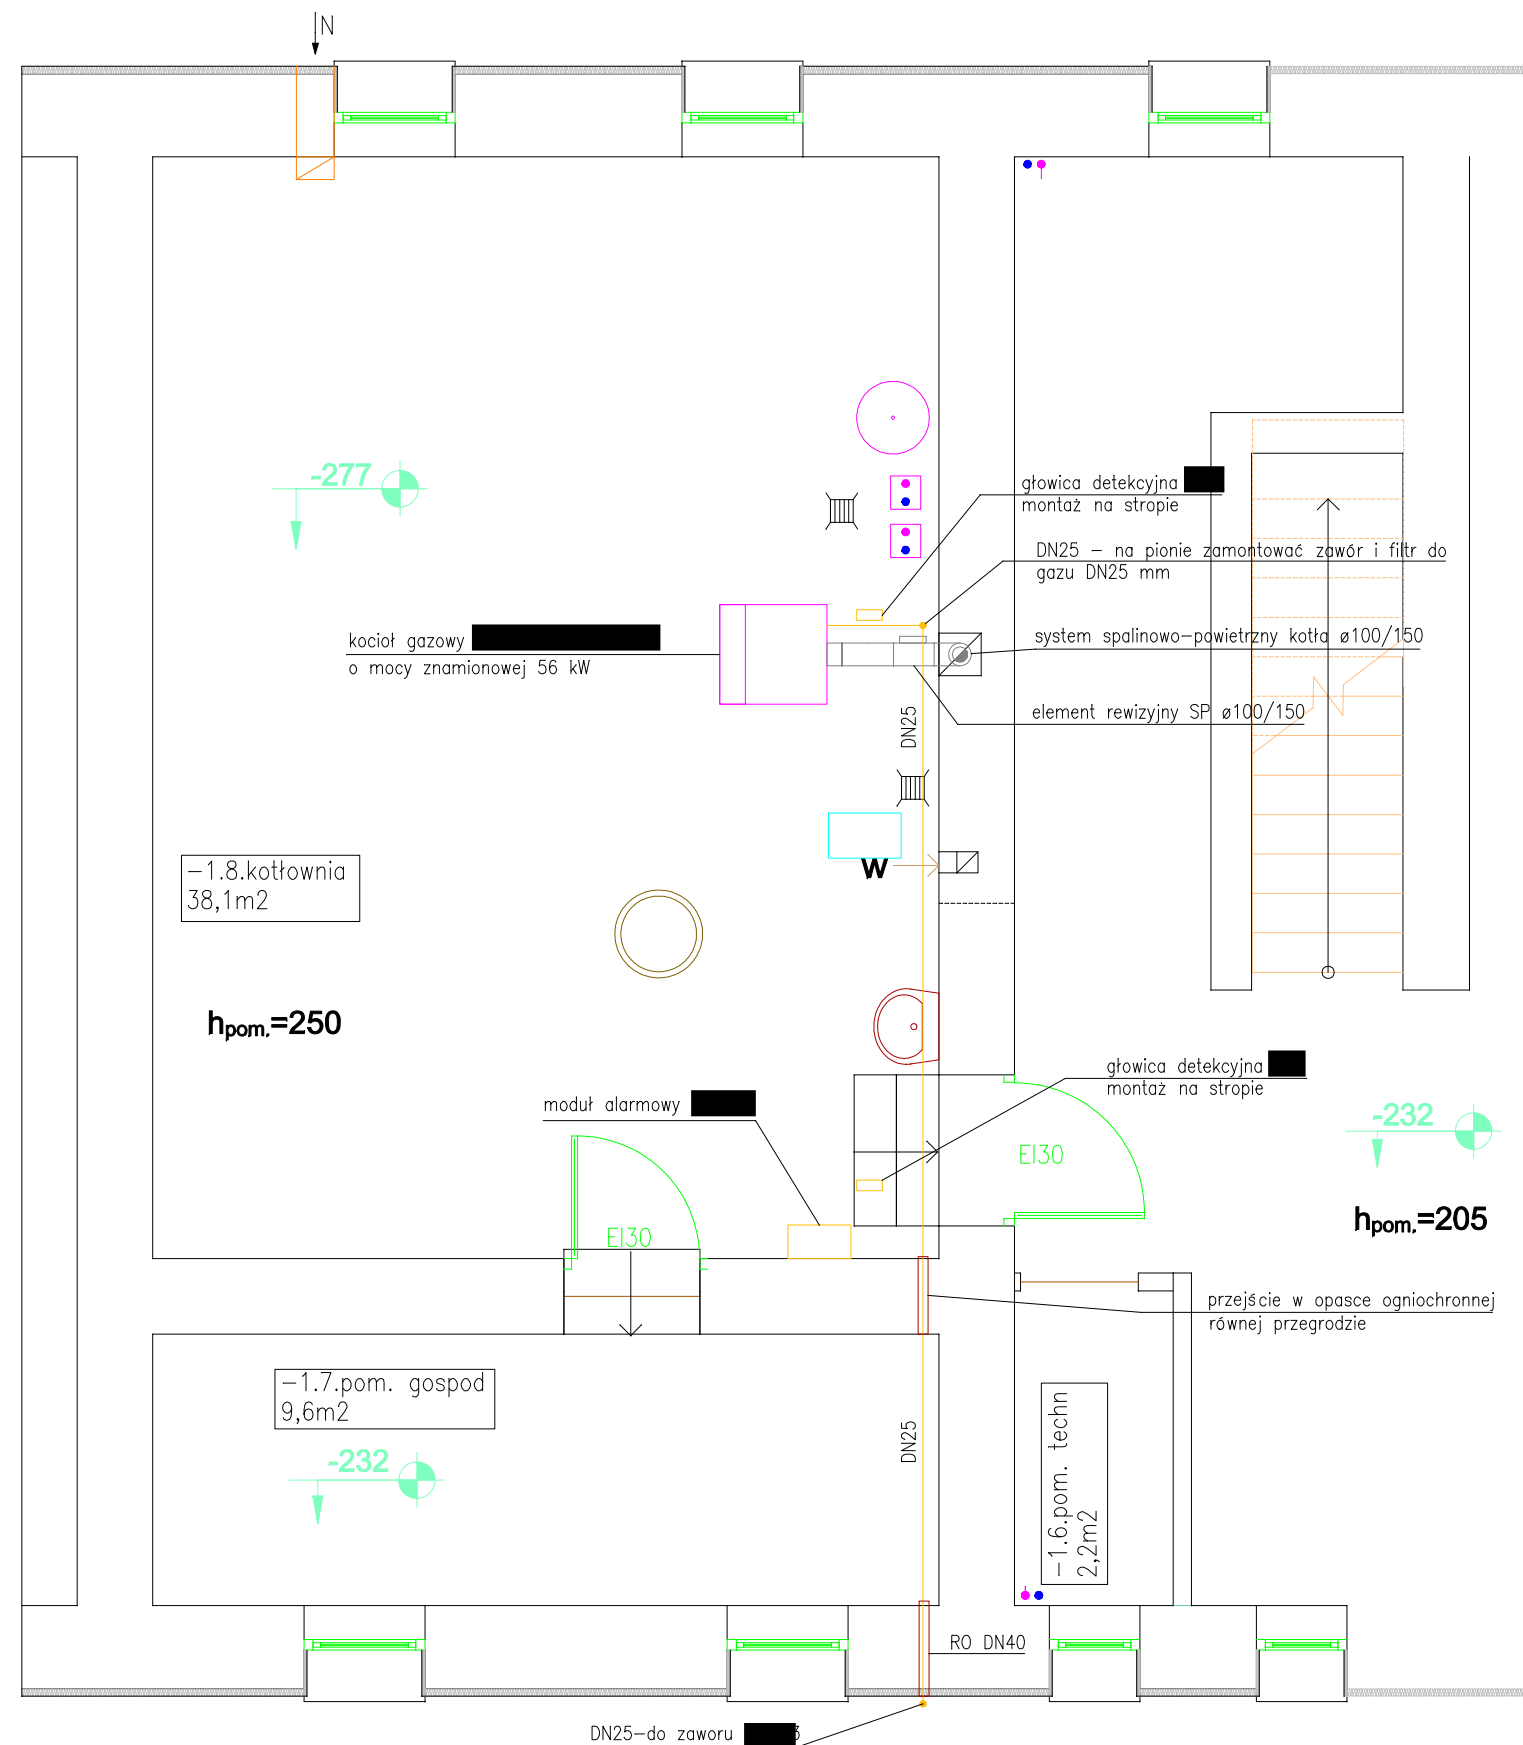 N
-277
głowica detekcyjna
montaż na stropie
DN25 – na pionie zamontować zawór i filtr do
gazu DN25 mm
kocioł gazowy
o mocy znamionowej 56 kW
system spalinowo-powietrzny kotła ø100/150
element rewizyjny SP ø100/150
DN25
-1.8.kotłownia
38,1m2
W
hpom.=250
głowica detekcyjna
montaż na stropie
moduł alarmowy
-232
EI30
EI30
hpom.=205
przejście w opasce ogniochronnej
równej przegrodzie
-1.7.pom. gospod
9,6m2
-232
DN25
-1.6.pom. techn
2,2m2
RO DN40
DN25-do zaworu